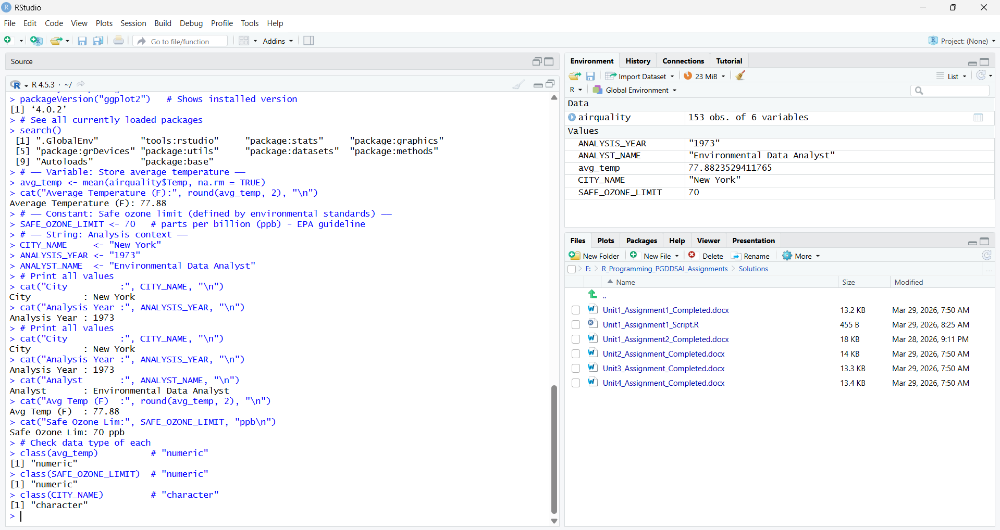 RStudio
File Edit Code View Plots Session Build Debug Profile Tools Help
Go to file/function Addins Project: (None)
Source
R 4.5.3 · ~/
> packageVersion("ggplot2")   # Shows installed version
[1] ‘4.0.2’
> # See all currently loaded packages
> search()
 [1] ".GlobalEnv"        "tools:rstudio"     "package:stats"     "package:graphics"
 [5] "package:grDevices" "package:utils"     "package:datasets"  "package:methods"
 [9] "Autoloads"         "package:base"
> # ── Variable: Store average temperature ──
> avg_temp <- mean(airquality$Temp, na.rm = TRUE)
> cat("Average Temperature (F):", round(avg_temp, 2), "\n")
Average Temperature (F): 77.88
> # ── Constant: Safe ozone limit (defined by environmental standards) ──
> SAFE_OZONE_LIMIT <- 70   # parts per billion (ppb) - EPA guideline
> # ── String: Analysis context ──
> CITY_NAME     <- "New York"
> ANALYSIS_YEAR <- "1973"
> ANALYST_NAME  <- "Environmental Data Analyst"
> # Print all values
> cat("City          :", CITY_NAME, "\n")
City          : New York
> cat("Analysis Year :", ANALYSIS_YEAR, "\n")
Analysis Year : 1973
> # Print all values
> cat("City          :", CITY_NAME, "\n")
City          : New York
> cat("Analysis Year :", ANALYSIS_YEAR, "\n")
Analysis Year : 1973
> cat("Analyst       :", ANALYST_NAME, "\n")
Analyst       : Environmental Data Analyst
> cat("Avg Temp (F)  :", round(avg_temp, 2), "\n")
Avg Temp (F)  : 77.88
> cat("Safe Ozone Lim:", SAFE_OZONE_LIMIT, "ppb\n")
Safe Ozone Lim: 70 ppb
> # Check data type of each
> class(avg_temp)          # "numeric"
[1] "numeric"
> class(SAFE_OZONE_LIMIT)  # "numeric"
[1] "numeric"
> class(CITY_NAME)         # "character"
[1] "character"
>
Environment History Connections Tutorial
Import Dataset 23 MiB List
R Global Environment
Data
airquality 153 obs. of 6 variables
Values
ANALYSIS_YEAR "1973"
ANALYST_NAME "Environmental Data Analyst"
avg_temp 77.8823529411765
CITY_NAME "New York"
SAFE_OZONE_LIMIT 70
Files Plots Packages Help Viewer Presentation
New Folder New File Delete Rename More
F: R_Programming_PGDDSAI_Assignments Solutions ...
Name Size Modified
..
Unit1_Assignment1_Completed.docx 13.2 KB Mar 29, 2026, 7:50 AM
Unit1_Assignment1_Script.R 455 B Mar 29, 2026, 8:25 AM
Unit1_Assignment2_Completed.docx 18 KB Mar 28, 2026, 9:11 PM
Unit2_Assignment_Completed.docx 14 KB Mar 29, 2026, 7:50 AM
Unit3_Assignment_Completed.docx 13.3 KB Mar 29, 2026, 7:50 AM
Unit4_Assignment_Completed.docx 13.4 KB Mar 29, 2026, 7:50 AM